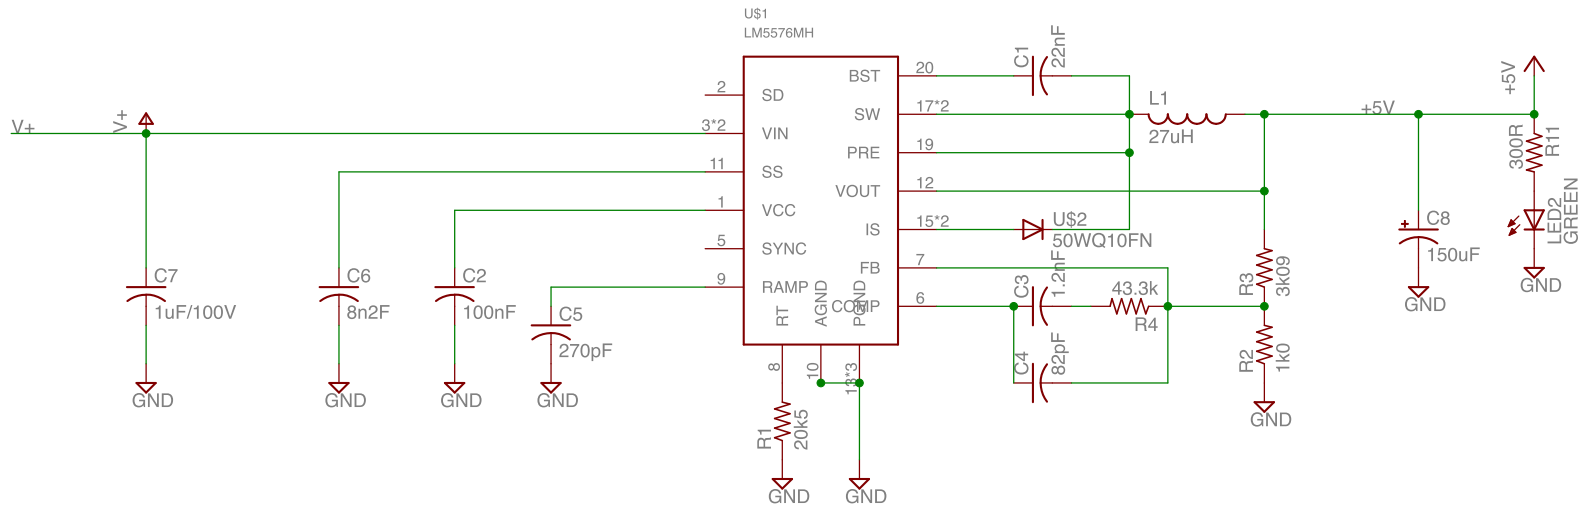 U$1
LM5576MH
V+
V+
C7
1uF/100V
GND
C6
8n2F
GND
C2
100nF
GND
C5
270pF
GND
2
3*2
11
1
5
9
SD
VIN
SS
VCC
SYNC
RAMP
RT
AGND
PGND
BST
SW
PRE
VOUT
IS
FB
COMP
20
17*2
19
12
15*2
7
6
8
10
13*3
R1
20k5
GND
GND
C1
22nF
L1
27uH
U$2
50WQ10FN
C3
1.2nF
43.3k
R4
C4
82pF
R3
3k09
R2
1k0
GND
+5V
C8
150uF
GND
+5V
300R
R11
LED2
GREEN
GND